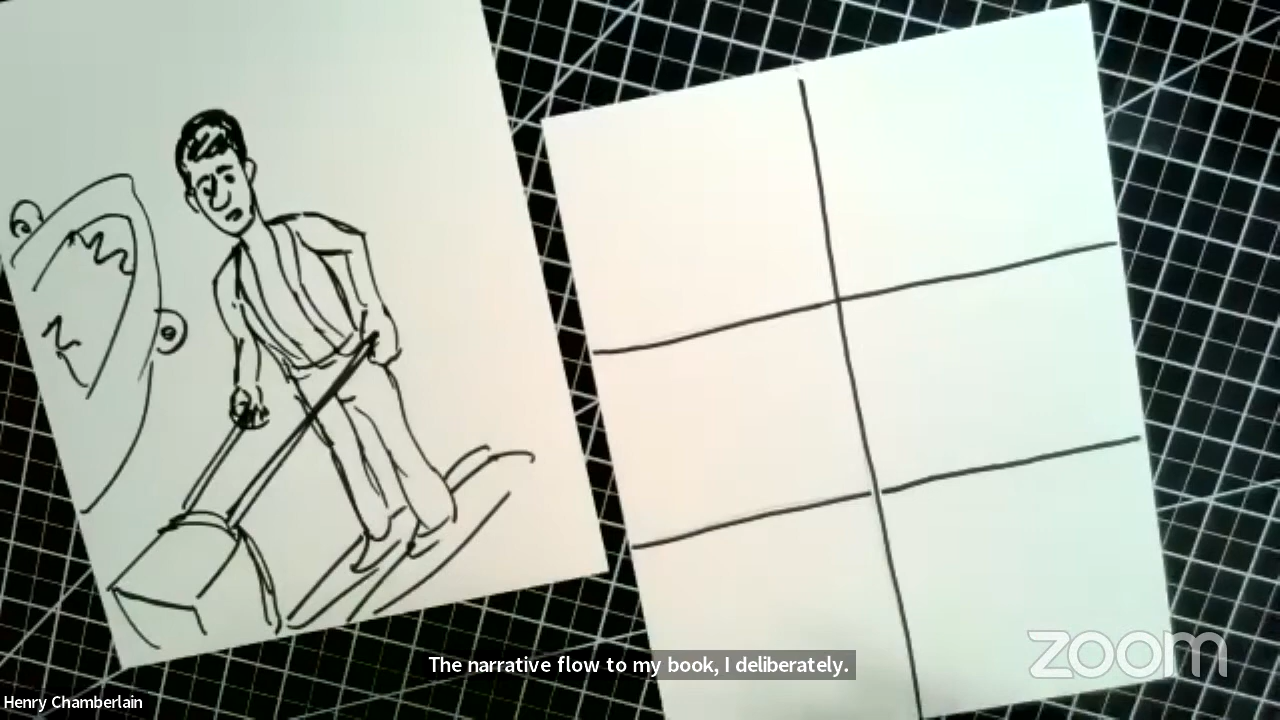 The narrative flow to my book, I deliberately.
zoom
Henry Chamberlain